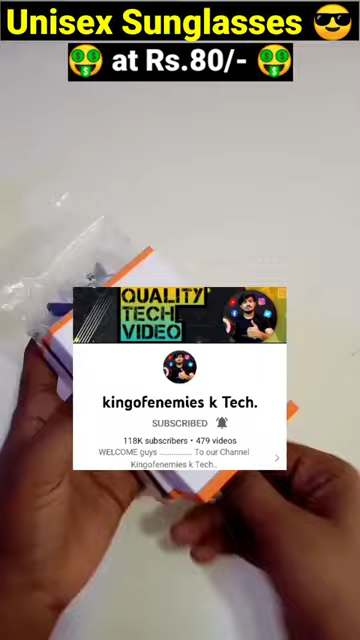 Unisex Sunglasses 😎
🤑 at Rs.80/- 🤑
QUALITY
TECH
VIDEO
kingofenemies k Tech.
SUBSCRIBED
118K subscribers • 479 videos
WELCOME guys ............... To our Channel
Kingofenemies k Tech..